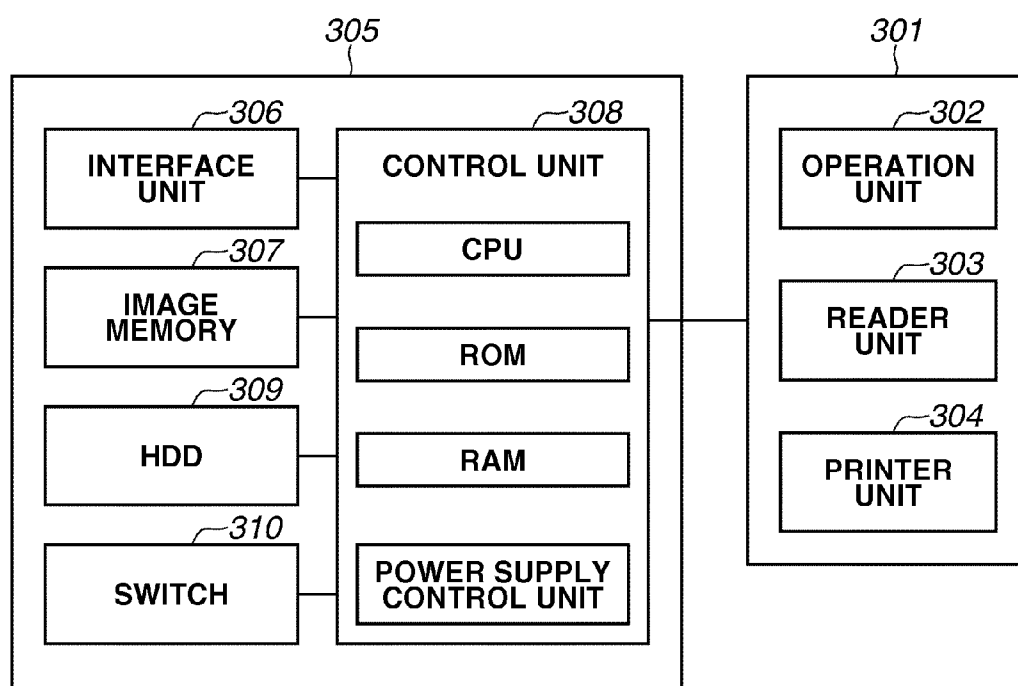 305
301
306
INTERFACE
UNIT
307
IMAGE
MEMORY
309
HDD
310
SWITCH
308
CONTROL UNIT
CPU
ROM
RAM
POWER SUPPLY
CONTROL UNIT
302
OPERATION
UNIT
303
READER
UNIT
304
PRINTER
UNIT